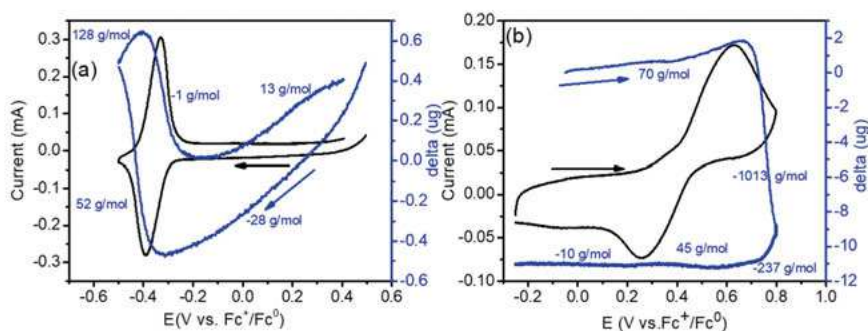 (a)
128 g/mol
-1 g/mol
13 g/mol
52 g/mol
-28 g/mol
Current (mA)
0.3
0.2
0.1
0.0
-0.1
-0.2
-0.3
delta (ug)
0.6
0.4
0.2
0.0
-0.2
-0.4
-0.6
-0.6 -0.4 -0.2 0.0 0.2 0.4 0.6
E(V vs. Fc⁺/Fc⁰)
(b)
70 g/mol
-1013 g/mol
-10 g/mol
45 g/mol
-237 g/mol
Current (mA)
0.20
0.15
0.10
0.05
0.00
-0.05
-0.10
delta (ug)
2
0
-2
-4
-6
-8
-10
-12
-0.2 0.0 0.2 0.4 0.6 0.8 1.0
E (V vs.Fc⁺/Fc⁰)